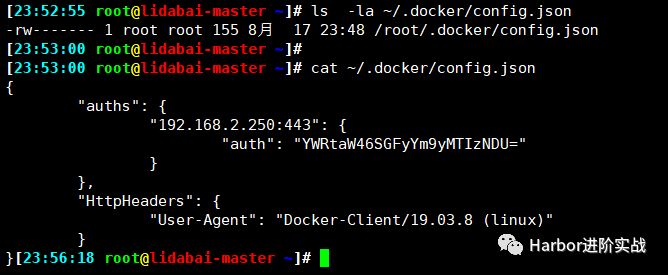 [23:52:55 root@lidabai-master ~]# ls  -la ~/.docker/config.json
-rw------- 1 root root 155 8月  17 23:48 /root/.docker/config.json
[23:53:00 root@lidabai-master ~]#
[23:53:00 root@lidabai-master ~]# cat ~/.docker/config.json
{
        "auths": {
                "192.168.2.250:443": {
                        "auth": "YWRtaW46SGFyYm9yMTIzNDU="
                }
        },
        "HttpHeaders": {
                "User-Agent": "Docker-Client/19.03.8 (linux)"
        }
}[23:56:18 root@lidabai-master ~]#
Harbor进阶实战